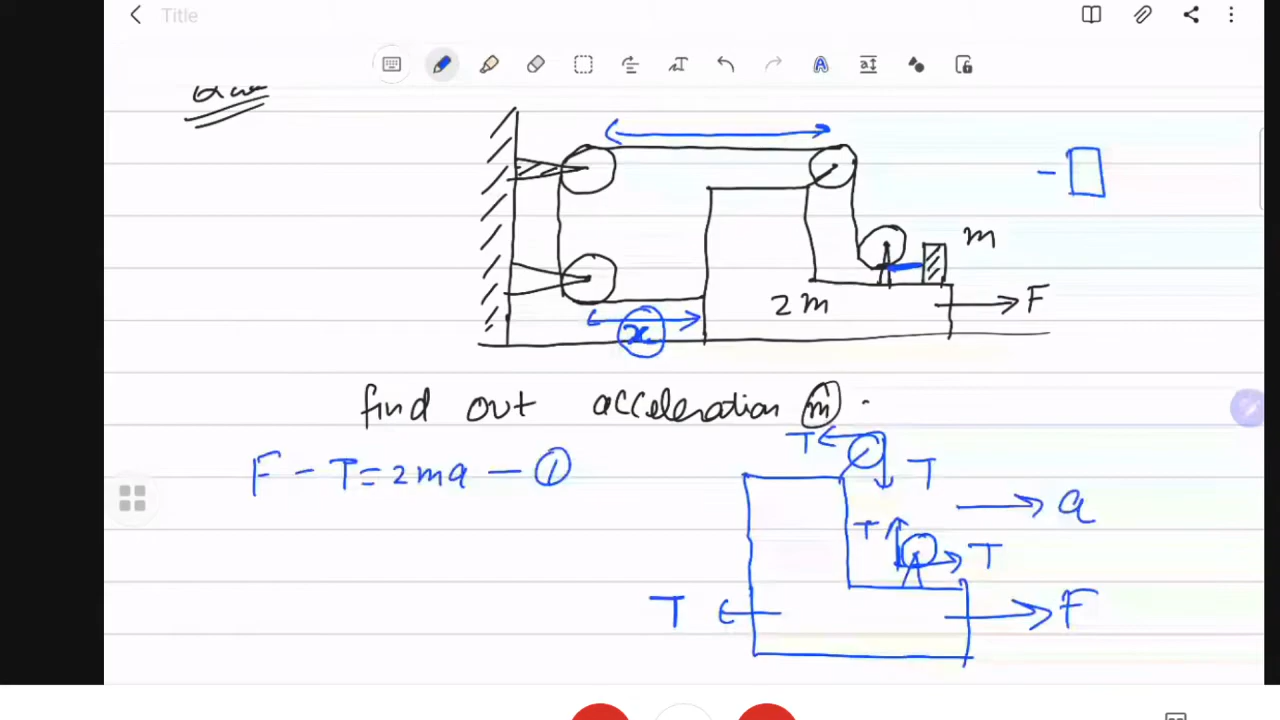 Title
m
x
2m
F
find out acceleration m .
T
F - T = 2ma - 1
T
a
T
T
T
F